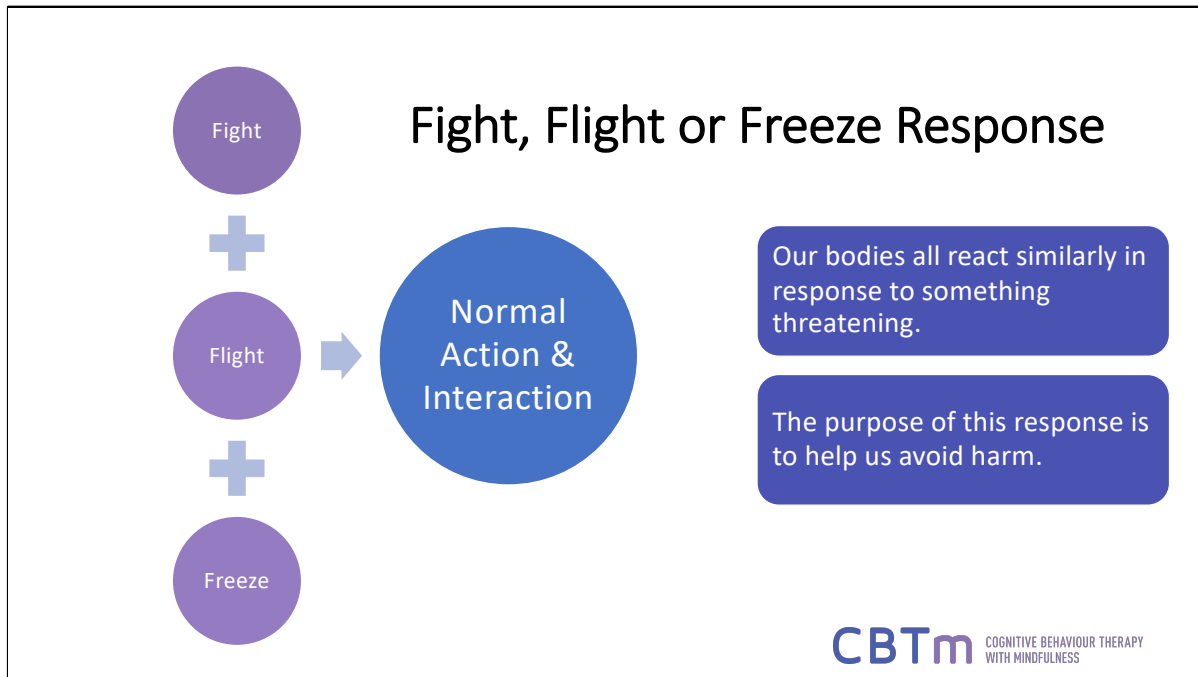 Fight, Flight or Freeze Response
Fight
Flight
Freeze
Normal
Action &
Interaction
Our bodies all react similarly in
response to something
threatening.
The purpose of this response is
to help us avoid harm.
CBTm
COGNITIVE BEHAVIOUR THERAPY
WITH MINDFULNESS